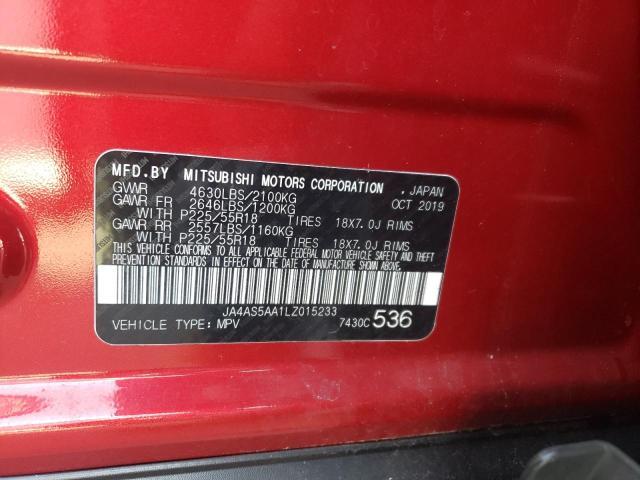 MFD.BY MITSUBISHI MOTORS CORPORATION , JAPAN
GVWR 4630LBS/2100KG OCT 2019
GAWR FR 2646LBS/1200KG
WITH P225/55R18 TIRES 18X7.0J RIMS
GAWR RR 2557LBS/1160KG
WITH P225/55R18 TIRES 18X7.0J RIMS
THIS VEHICLE CONFORMS TO ALL APPLICABLE FEDERAL MOTOR VEHICLE SAFETY AND THEFT
PREVENTION STANDARDS IN EFFECT ON THE DATE OF MANUFACTURE SHOWN ABOVE.
JA4AS5AA1LZ015233
VEHICLE TYPE: MPV 7430C 536